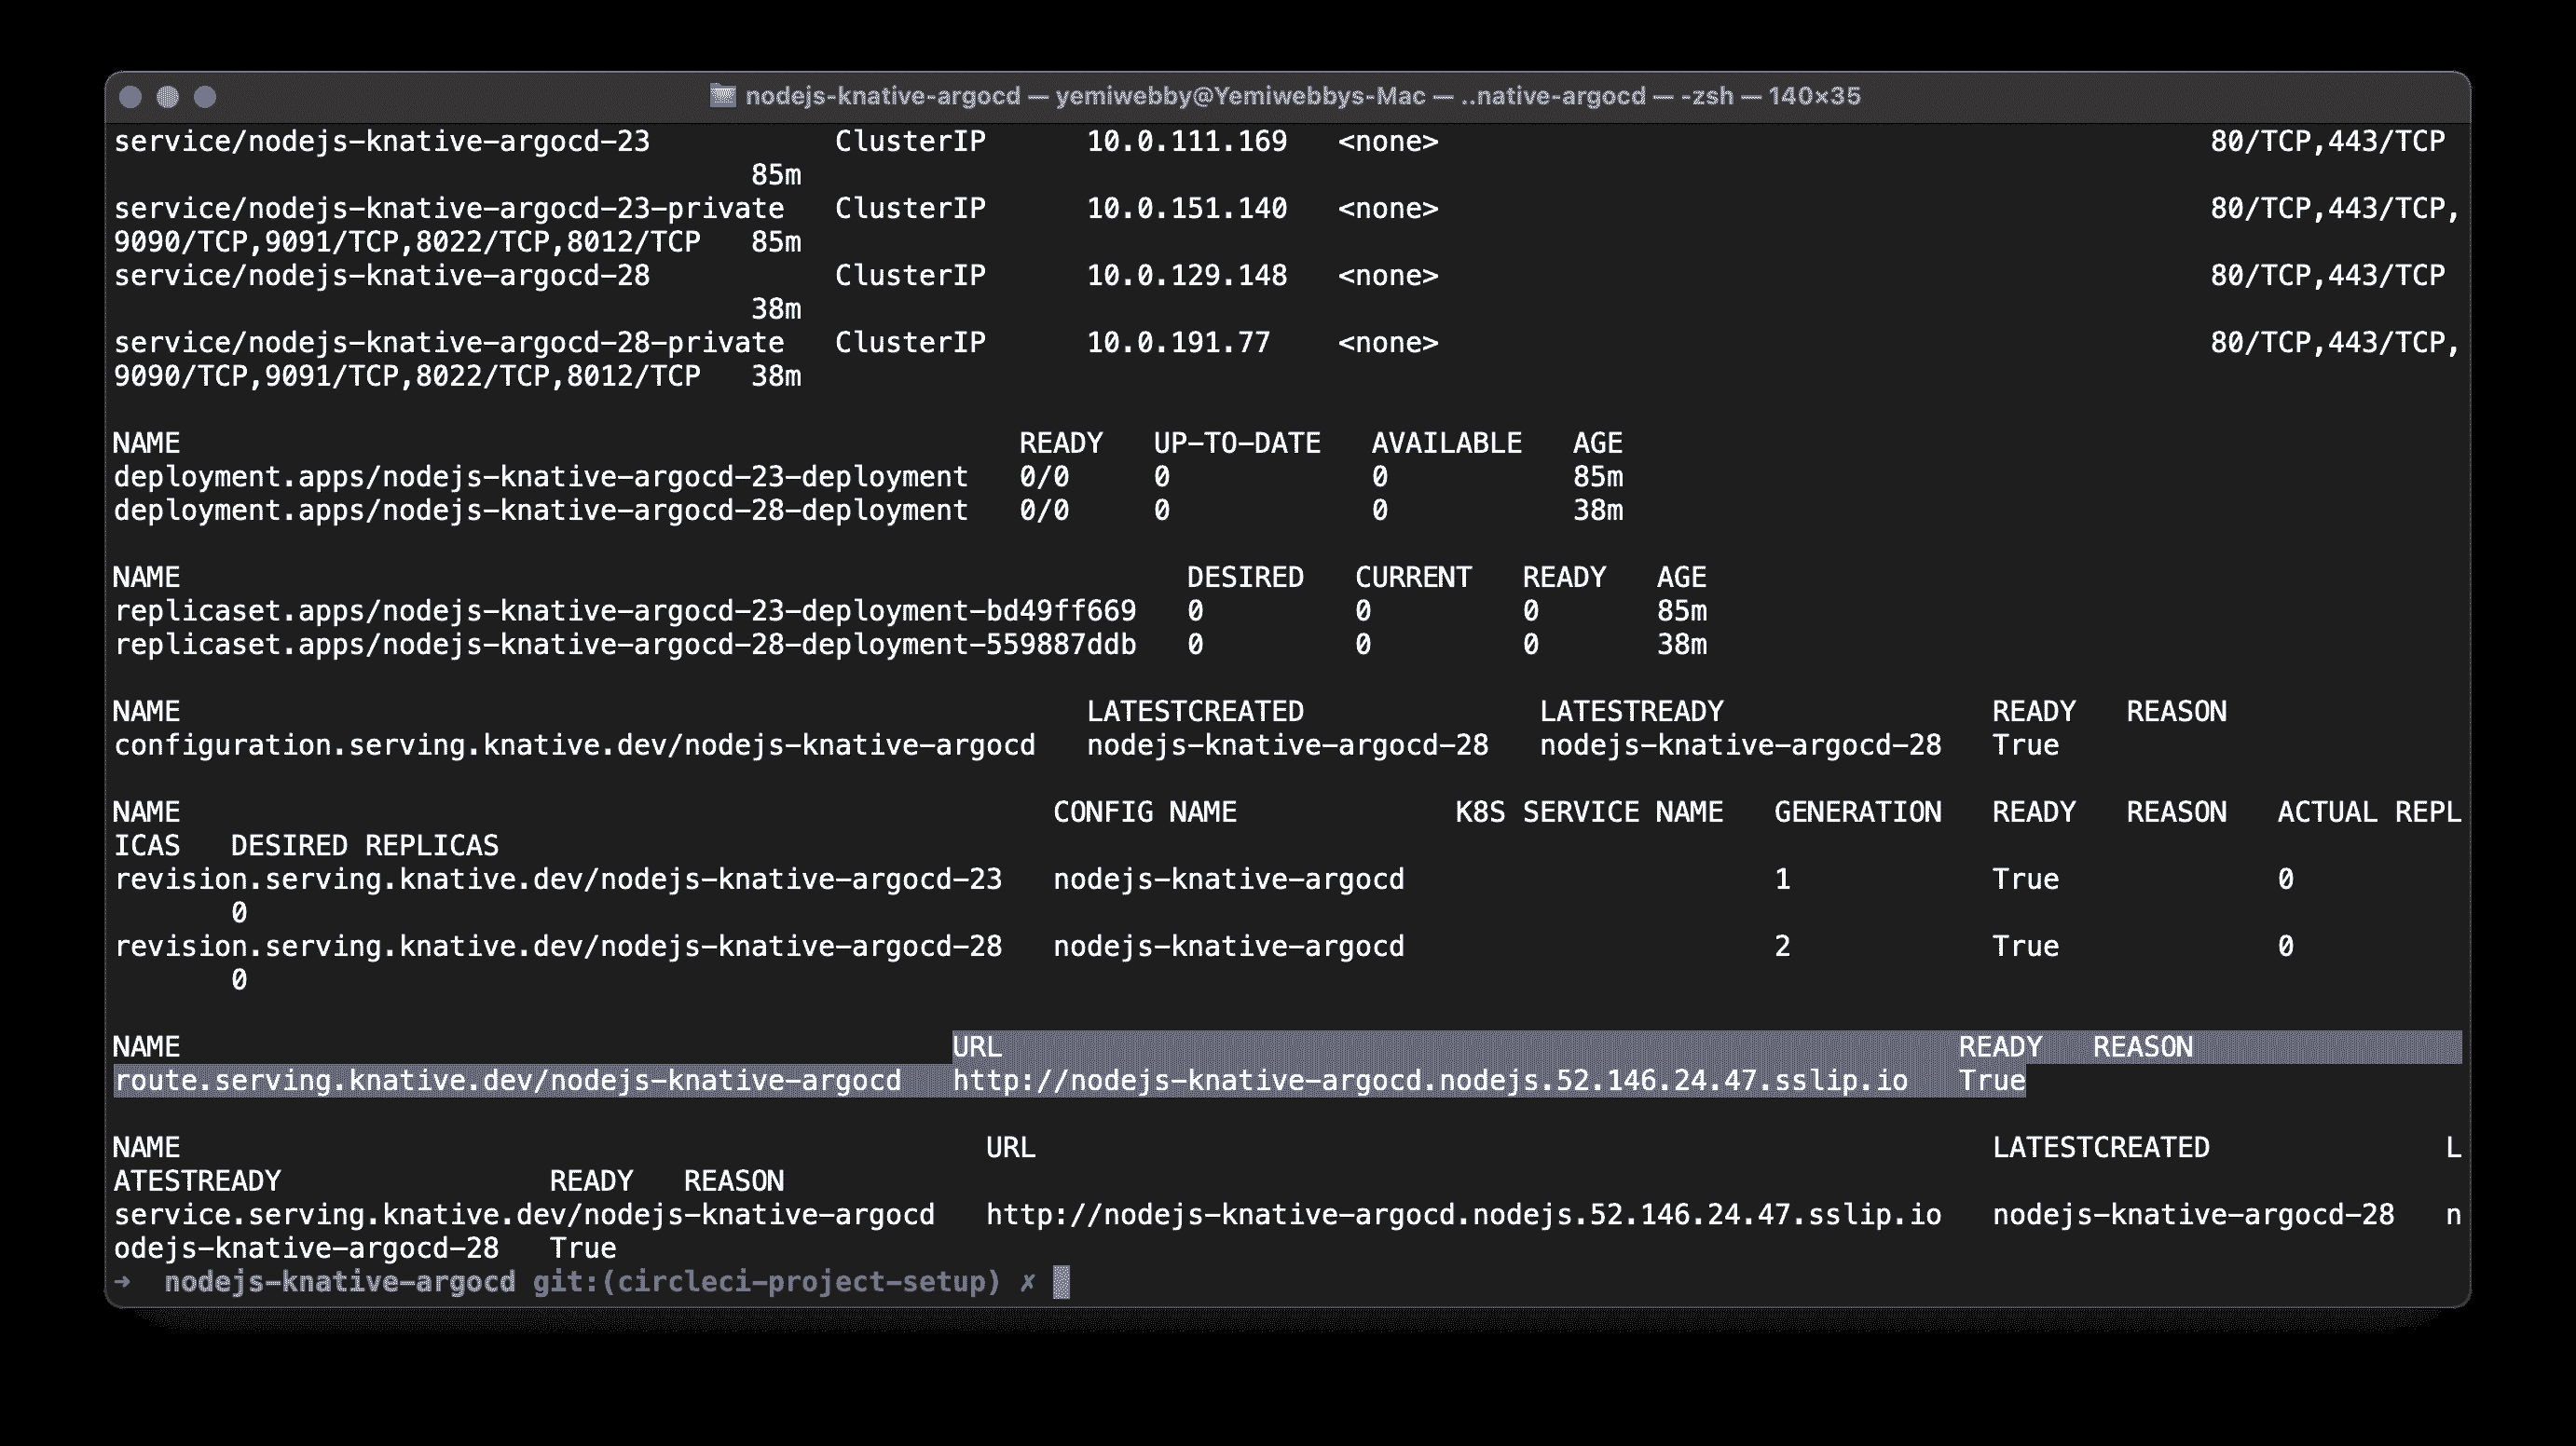 nodejs-knative-argocd — yemiwebby@Yemiwebbys-Mac — ..native-argocd — -zsh — 140×35
service/nodejs-knative-argocd-23 ClusterIP 10.0.111.169 <none> 80/TCP,443/TCP
85m
service/nodejs-knative-argocd-23-private ClusterIP 10.0.151.140 <none> 80/TCP,443/TCP,
9090/TCP,9091/TCP,8022/TCP,8012/TCP 85m
service/nodejs-knative-argocd-28 ClusterIP 10.0.129.148 <none> 80/TCP,443/TCP
38m
service/nodejs-knative-argocd-28-private ClusterIP 10.0.191.77 <none> 80/TCP,443/TCP,
9090/TCP,9091/TCP,8022/TCP,8012/TCP 38m
NAME READY UP-TO-DATE AVAILABLE AGE
deployment.apps/nodejs-knative-argocd-23-deployment 0/0 0 0 85m
deployment.apps/nodejs-knative-argocd-28-deployment 0/0 0 0 38m
NAME DESIRED CURRENT READY AGE
replicaset.apps/nodejs-knative-argocd-23-deployment-bd49ff669 0 0 0 85m
replicaset.apps/nodejs-knative-argocd-28-deployment-559887ddb 0 0 0 38m
NAME LATESTCREATED LATESTREADY READY REASON
configuration.serving.knative.dev/nodejs-knative-argocd nodejs-knative-argocd-28 nodejs-knative-argocd-28 True
NAME CONFIG NAME K8S SERVICE NAME GENERATION READY REASON ACTUAL REPL
ICAS DESIRED REPLICAS
revision.serving.knative.dev/nodejs-knative-argocd-23 nodejs-knative-argocd 1 True 0
0
revision.serving.knative.dev/nodejs-knative-argocd-28 nodejs-knative-argocd 2 True 0
0
NAME URL READY REASON
route.serving.knative.dev/nodejs-knative-argocd http://nodejs-knative-argocd.nodejs.52.146.24.47.sslip.io True
NAME URL LATESTCREATED L
ATESTREADY READY REASON
service.serving.knative.dev/nodejs-knative-argocd http://nodejs-knative-argocd.nodejs.52.146.24.47.sslip.io nodejs-knative-argocd-28 n
odejs-knative-argocd-28 True
➜ nodejs-knative-argocd git:(circleci-project-setup) ✗